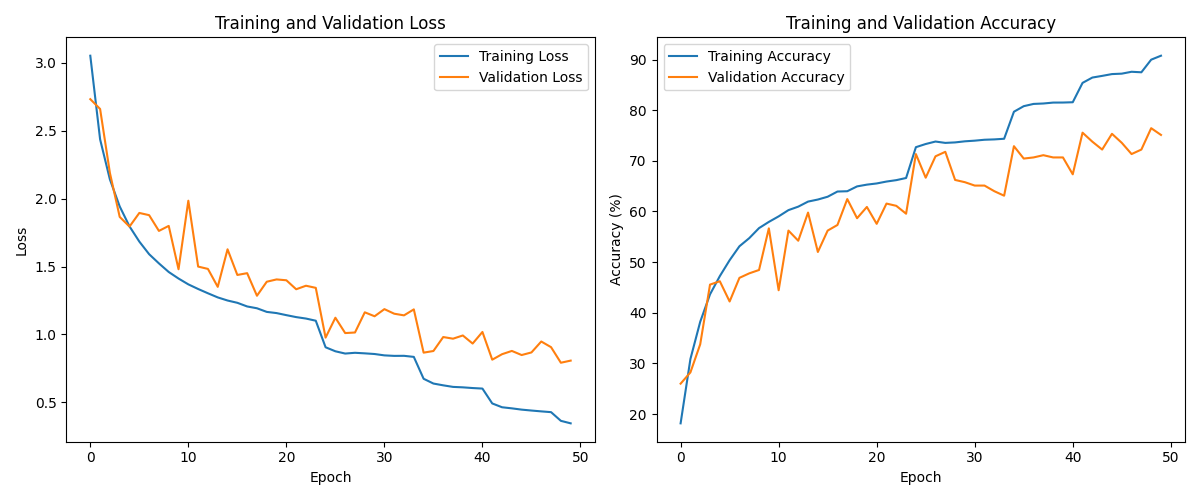 Training and Validation Loss
Training Loss
Validation Loss
3.0
2.5
2.0
1.5
1.0
0.5
Loss
0 10 20 30 40 50
Epoch
Training and Validation Accuracy
Training Accuracy
Validation Accuracy
90
80
70
60
50
40
30
20
Accuracy (%)
0 10 20 30 40 50
Epoch